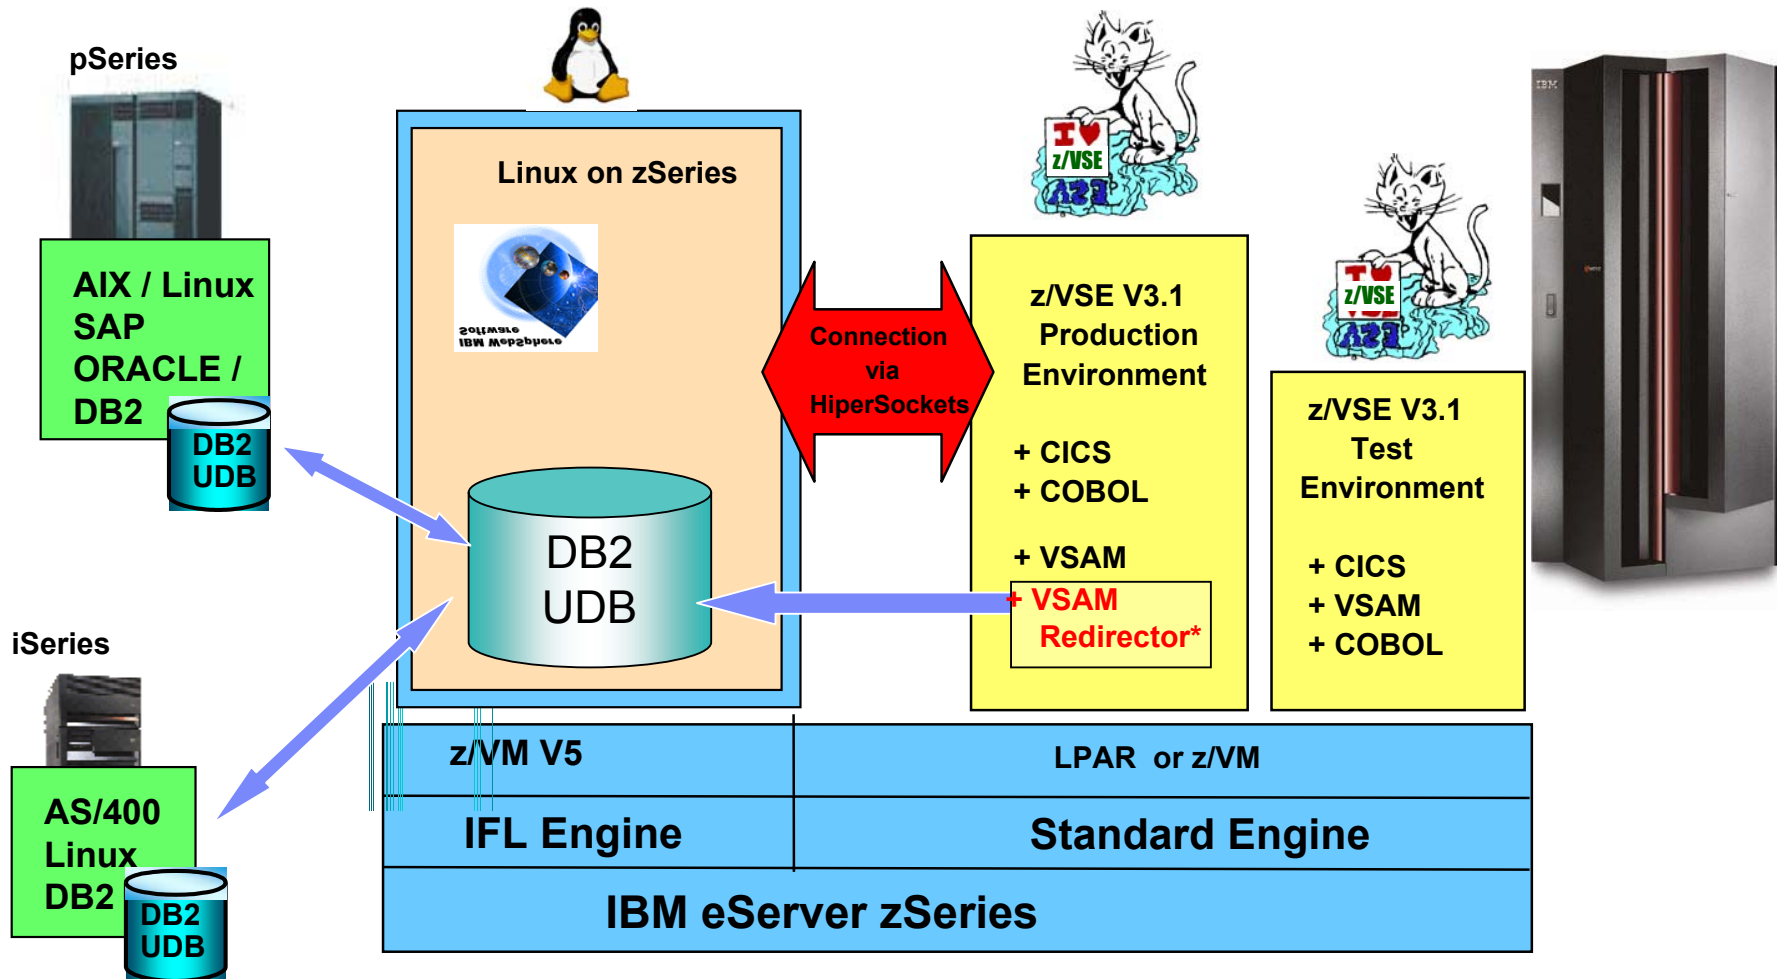 pSeries
AIX / Linux
SAP
ORACLE /
DB2
DB2
UDB
iSeries
AS/400
Linux
DB2
DB2
UDB
Linux on zSeries
Software
IBM WebSphere
DB2
UDB
Connection
via
HiperSockets
I ♥
z/VSE
VSE
z/VSE V3.1
Production
Environment
+ CICS
+ COBOL
+ VSAM
+ VSAM
Redirector*
I ♥
z/VSE
VSE
z/VSE V3.1
Test
Environment
+ CICS
+ VSAM
+ COBOL
IBM
z/VM V5
LPAR or z/VM
IFL Engine
Standard Engine
IBM eServer zSeries